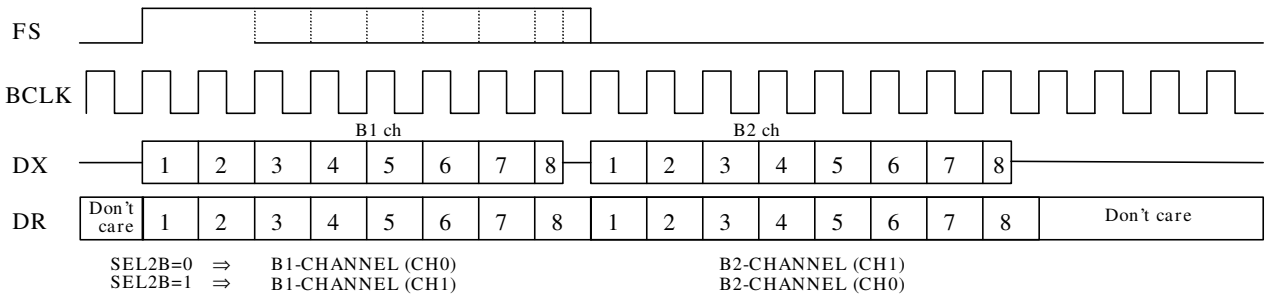 FS
BCLK
B1 ch B2 ch
DX 1 2 3 4 5 6 7 8 1 2 3 4 5 6 7 8
DR Don't care 1 2 3 4 5 6 7 8 1 2 3 4 5 6 7 8 Don't care
SEL2B=0 ⇒ B1-CHANNEL (CH0) B2-CHANNEL (CH1)
SEL2B=1 ⇒ B1-CHANNEL (CH1) B2-CHANNEL (CH0)